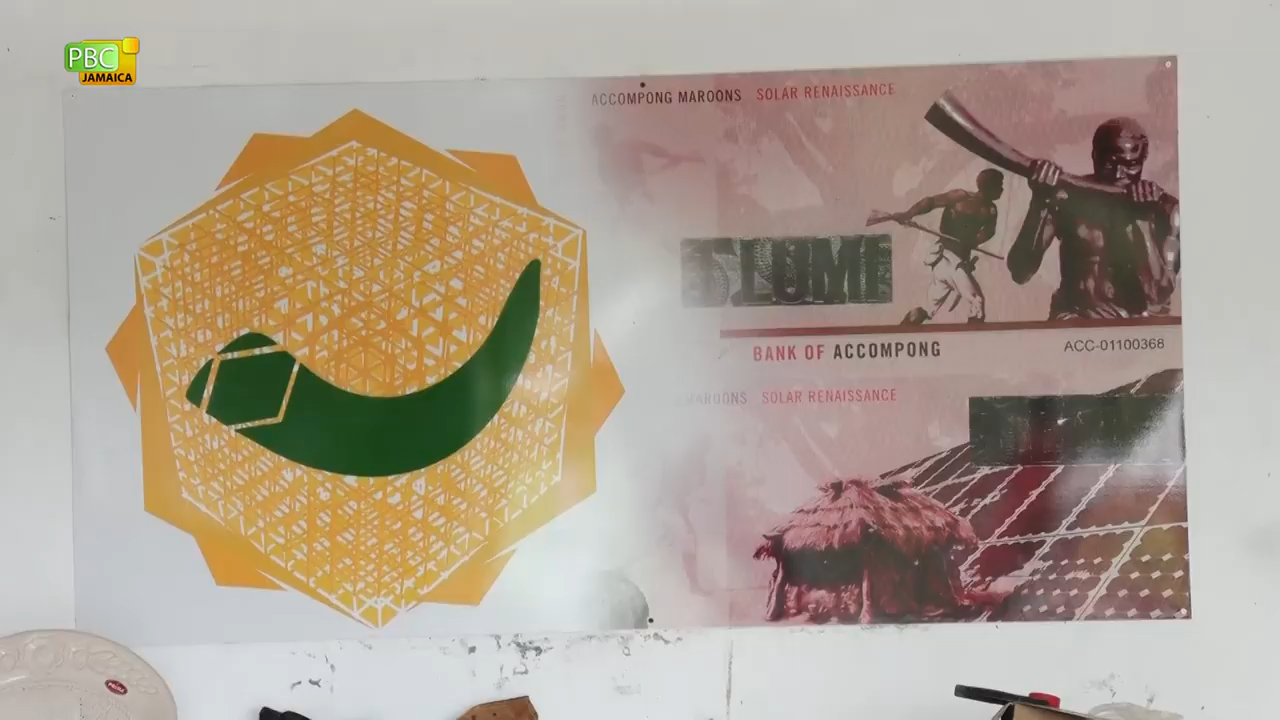 PBC
JAMAICA
ACCOMPONG MAROONS SOLAR RENAISSANCE
LUMI
BANK OF ACCOMPONG
ACC-01100368
MAROONS SOLAR RENAISSANCE